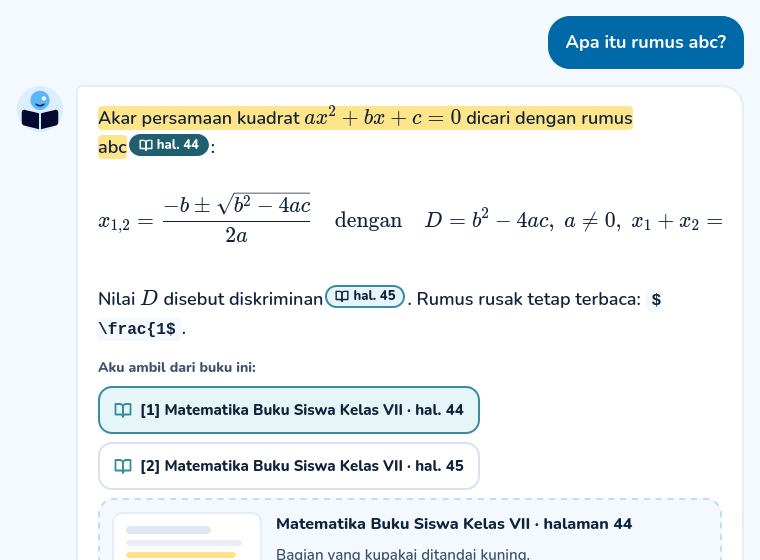 Apa itu rumus abc?
Akar persamaan kuadrat ax² + bx + c = 0 dicari dengan rumus
abc hal. 44 :
x₁,₂ = (-b ± √(b² − 4ac)) / 2a dengan D = b² − 4ac, a ≠ 0, x₁ + x₂ =
Nilai D disebut diskriminan hal. 45 . Rumus rusak tetap terbaca: $
\frac{1$ .
Aku ambil dari buku ini:
[1] Matematika Buku Siswa Kelas VII · hal. 44
[2] Matematika Buku Siswa Kelas VII · hal. 45
Matematika Buku Siswa Kelas VII · halaman 44
Bagian yang kupakai ditandai kuning.